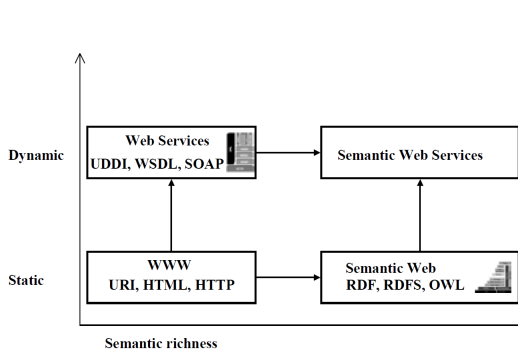 Web Services
UDDI, WSDL, SOAP
Dynamic
Semantic Web Services
WWW
URI, HTML, HTTP
Static
Semantic Web
RDF, RDFS, OWL
Semantic richness